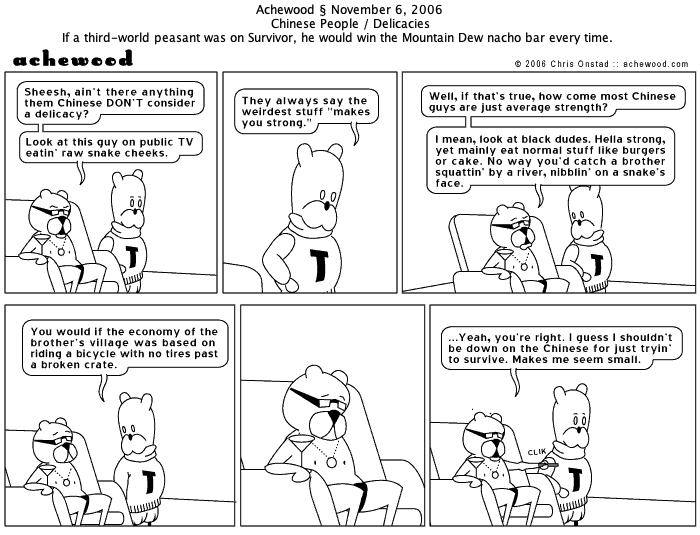 Achewood § November 6, 2006
Chinese People / Delicacies
If a third-world peasant was on Survivor, he would win the Mountain Dew nacho bar every time.
achewood
© 2006 Chris Onstad :: achewood.com
Sheesh, ain't there anything
them Chinese DON'T consider
a delicacy?
Look at this guy on public TV
eatin' raw snake cheeks.
They always say the
weirdest stuff "makes
you strong."
T
Well, if that's true, how come most Chinese
guys are just average strength?
I mean, look at black dudes. Hella strong,
yet mainly eat normal stuff like burgers
or cake. No way you'd catch a brother
squattin' by a river, nibblin' on a snake's
face.
T
T
You would if the economy of the
brother's village was based on
riding a bicycle with no tires past
a broken crate.
T
...Yeah, you're right. I guess I shouldn't
be down on the Chinese for just tryin'
to survive. Makes me seem small.
CLIK
T